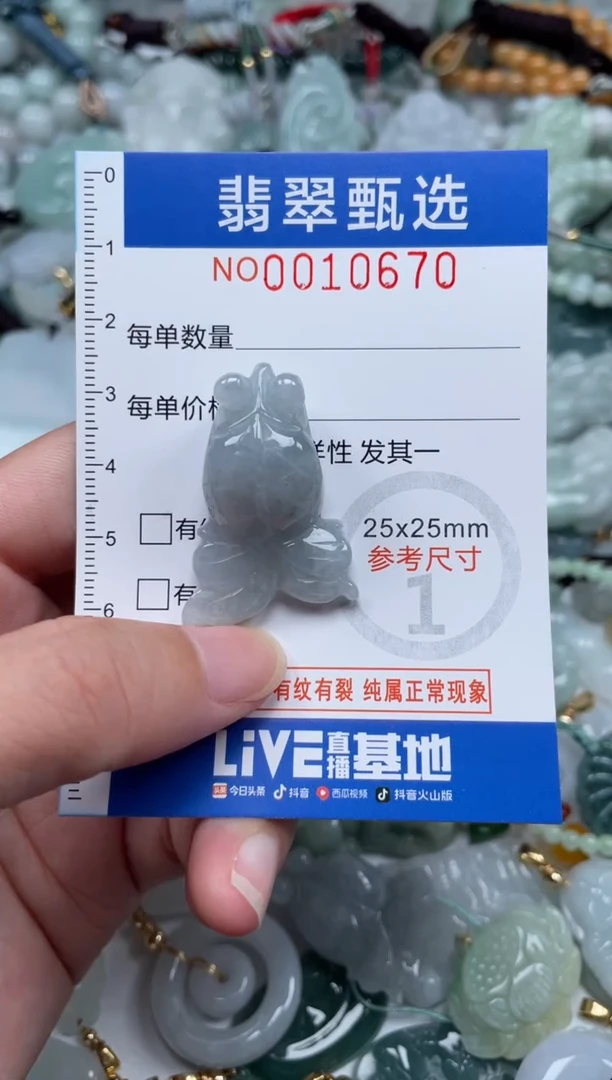 翡翠甄选
0
1
2
3
4
5
6
NO0010670
每单数量
每单价
样性 发其一
有
25x25mm
参考尺寸
1
有
有纹有裂 纯属正常现象
LiVE直播基地
今日头条 抖音 西瓜视频 抖音火山版